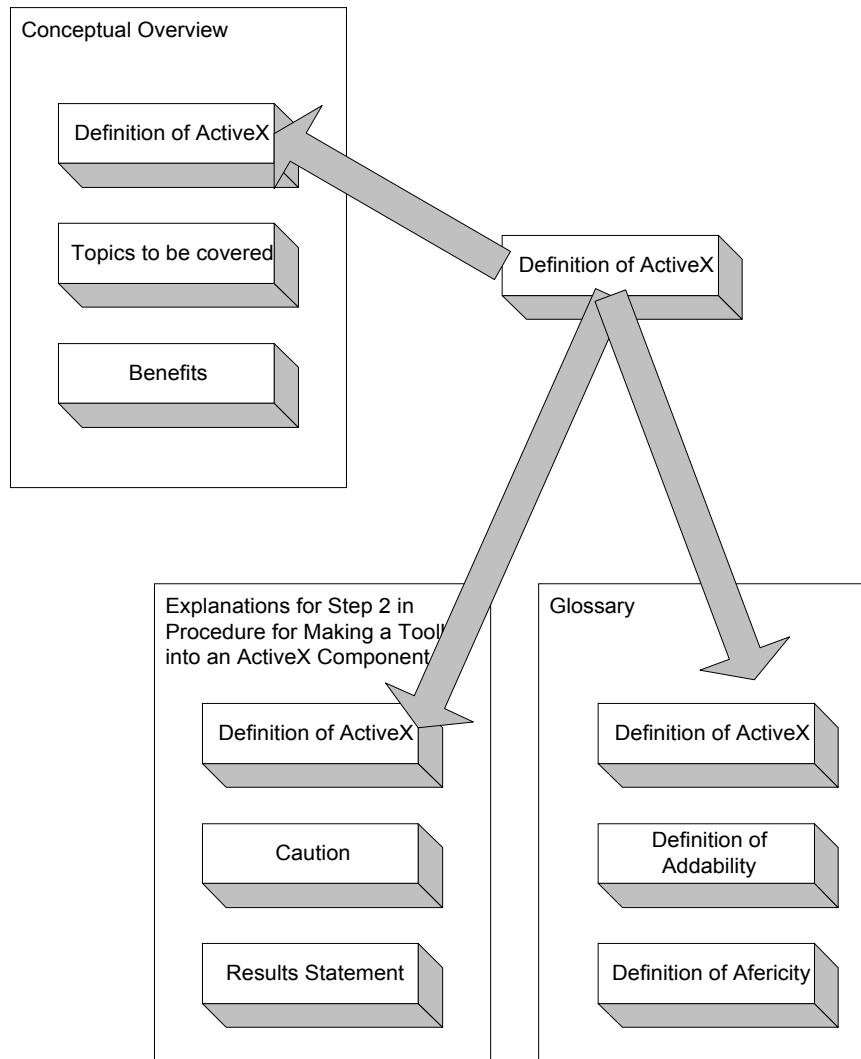 Conceptual Overview
Definition of ActiveX
Topics to be covered
Benefits
Definition of ActiveX
Explanations for Step 2 in
Procedure for Making a Tool
into an ActiveX Component
Definition of ActiveX
Caution
Results Statement
Glossary
Definition of ActiveX
Definition of
Addability
Definition of Afericity